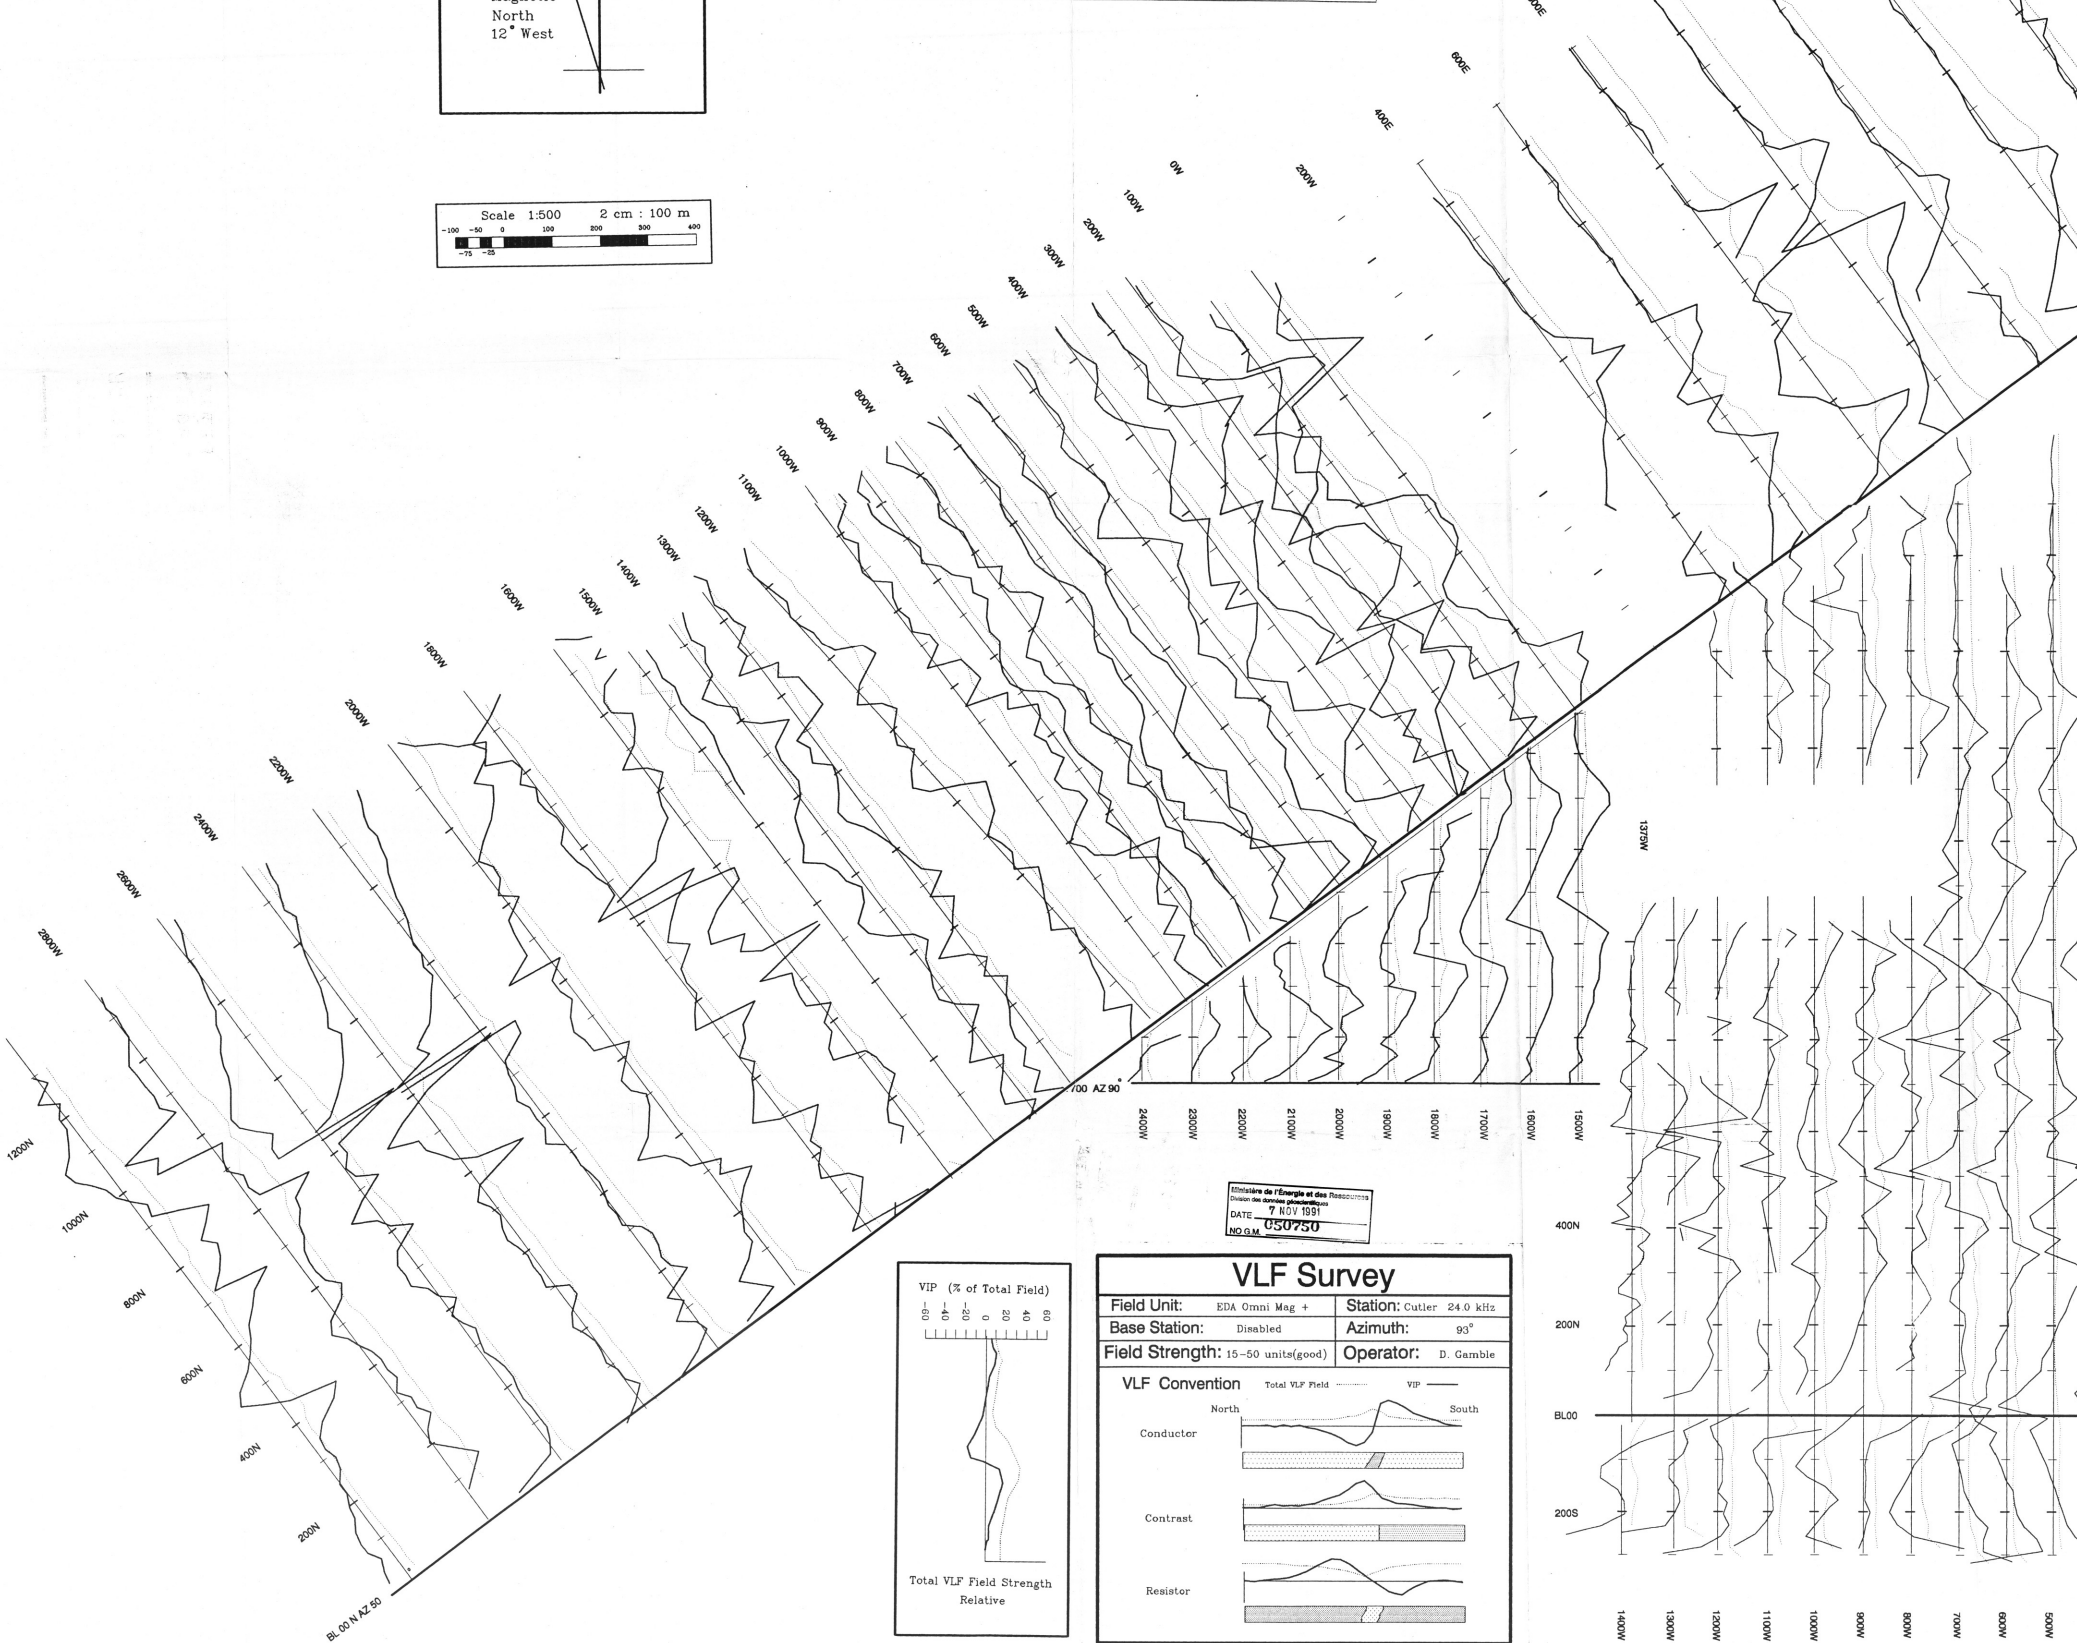 North
12° West
Scale 1:500 2 cm : 100 m
-100 -50 0 100 200 300 400
-75 -25
600E
400E
0W
200W
100W
200W
300W
400W
500W
600W
700W
800W
900W
1000W
1100W
1200W
1300W
1400W
1500W
1600W
1800W
2000W
2200W
2400W
2600W
2800W
1200N
1000N
800N
600N
400N
200N
BL 00 N AZ 50°
700 AZ 90°
2400W 2300W 2200W 2100W 2000W 1900W 1800W 1700W 1600W 1500W
1375W
400N
200N
BL00
200S
1400W 1300W 1200W 1100W 1000W 900W 800W 700W 600W 500W
Ministère de l'Énergie et des Ressources
Division des données géoscientifiques
DATE 7 NOV 1991
NO G.M. 050750
VIP (% of Total Field)
-60 -40 -20 0 20 40 60
Total VLF Field Strength
Relative
VLF Survey
Field Unit: EDA Omni Mag + Station: Cutler 24.0 kHz
Base Station: Disabled Azimuth: 93°
Field Strength: 15-50 units(good) Operator: D. Gamble
VLF Convention Total VLF Field VIP
North South
Conductor
Contrast
Resistor